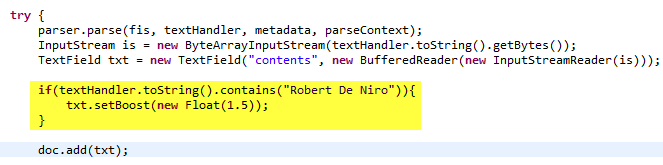 try {
parser.parse(fis, textHandler, metadata, parseContext);
InputStream is = new ByteArrayInputStream(textHandler.toString().getBytes());
TextField txt = new TextField("contents", new BufferedReader(new InputStreamReader(is)));
if(textHandler.toString().contains("Robert De Niro")){
txt.setBoost(new Float(1.5));
}
doc.add(txt);